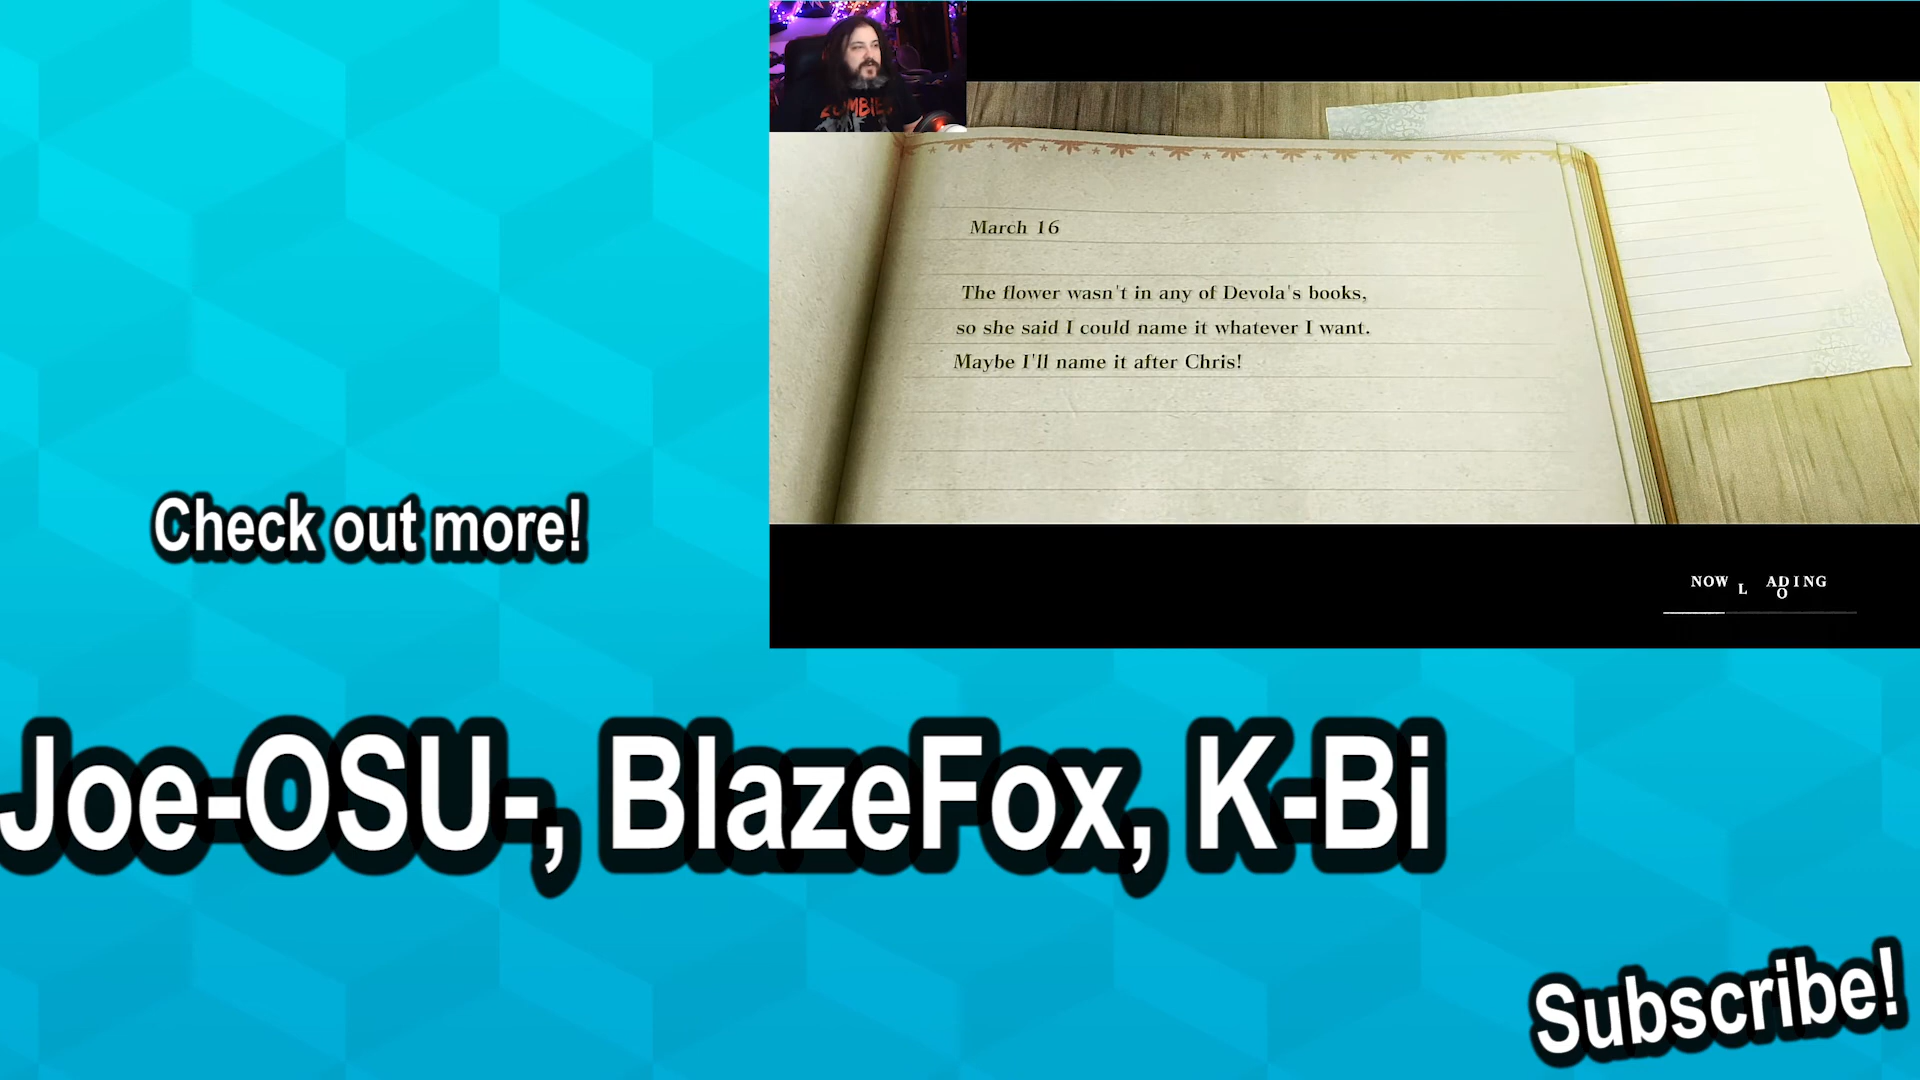 ZOMBIE
March 16
The flower wasn't in any of Devola's books,
so she said I could name it whatever I want.
Maybe I'll name it after Chris!
NOW LOADING
Check out more!
Joe-OSU-, BlazeFox, K-Bi
Subscribe!